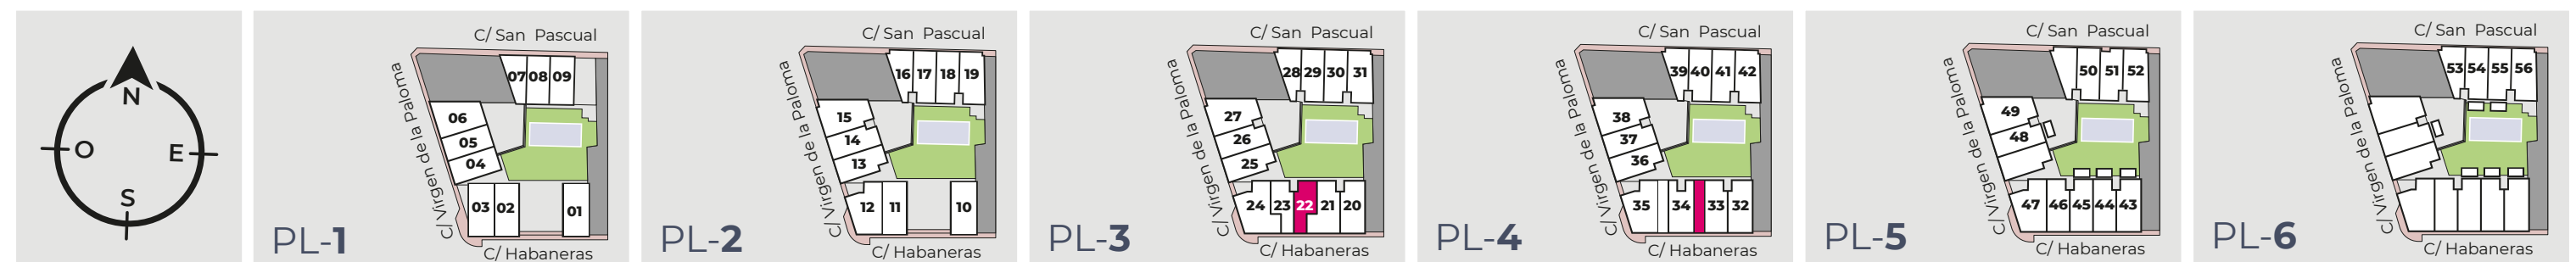 N
O
E
S
C/ San Pascual
C/ Virgen de la Paloma
07 08 09
06
05
04
03 02
01
PL-1
C/ Habaneras
C/ San Pascual
C/ Virgen de la Paloma
16 17 18 19
15
14
13
12 11
10
PL-2
C/ Habaneras
C/ San Pascual
C/ Virgen de la Paloma
28 29 30 31
27
26
25
24 23 22 21 20
PL-3
C/ Habaneras
C/ San Pascual
C/ Virgen de la Paloma
39 40 41 42
38
37
36
35 34 33 32
PL-4
C/ Habaneras
C/ San Pascual
C/ Virgen de la Paloma
50 51 52
49
48
47 46 45 44 43
PL-5
C/ Habaneras
C/ San Pascual
C/ Virgen de la Paloma
53 54 55 56
PL-6
C/ Habaneras